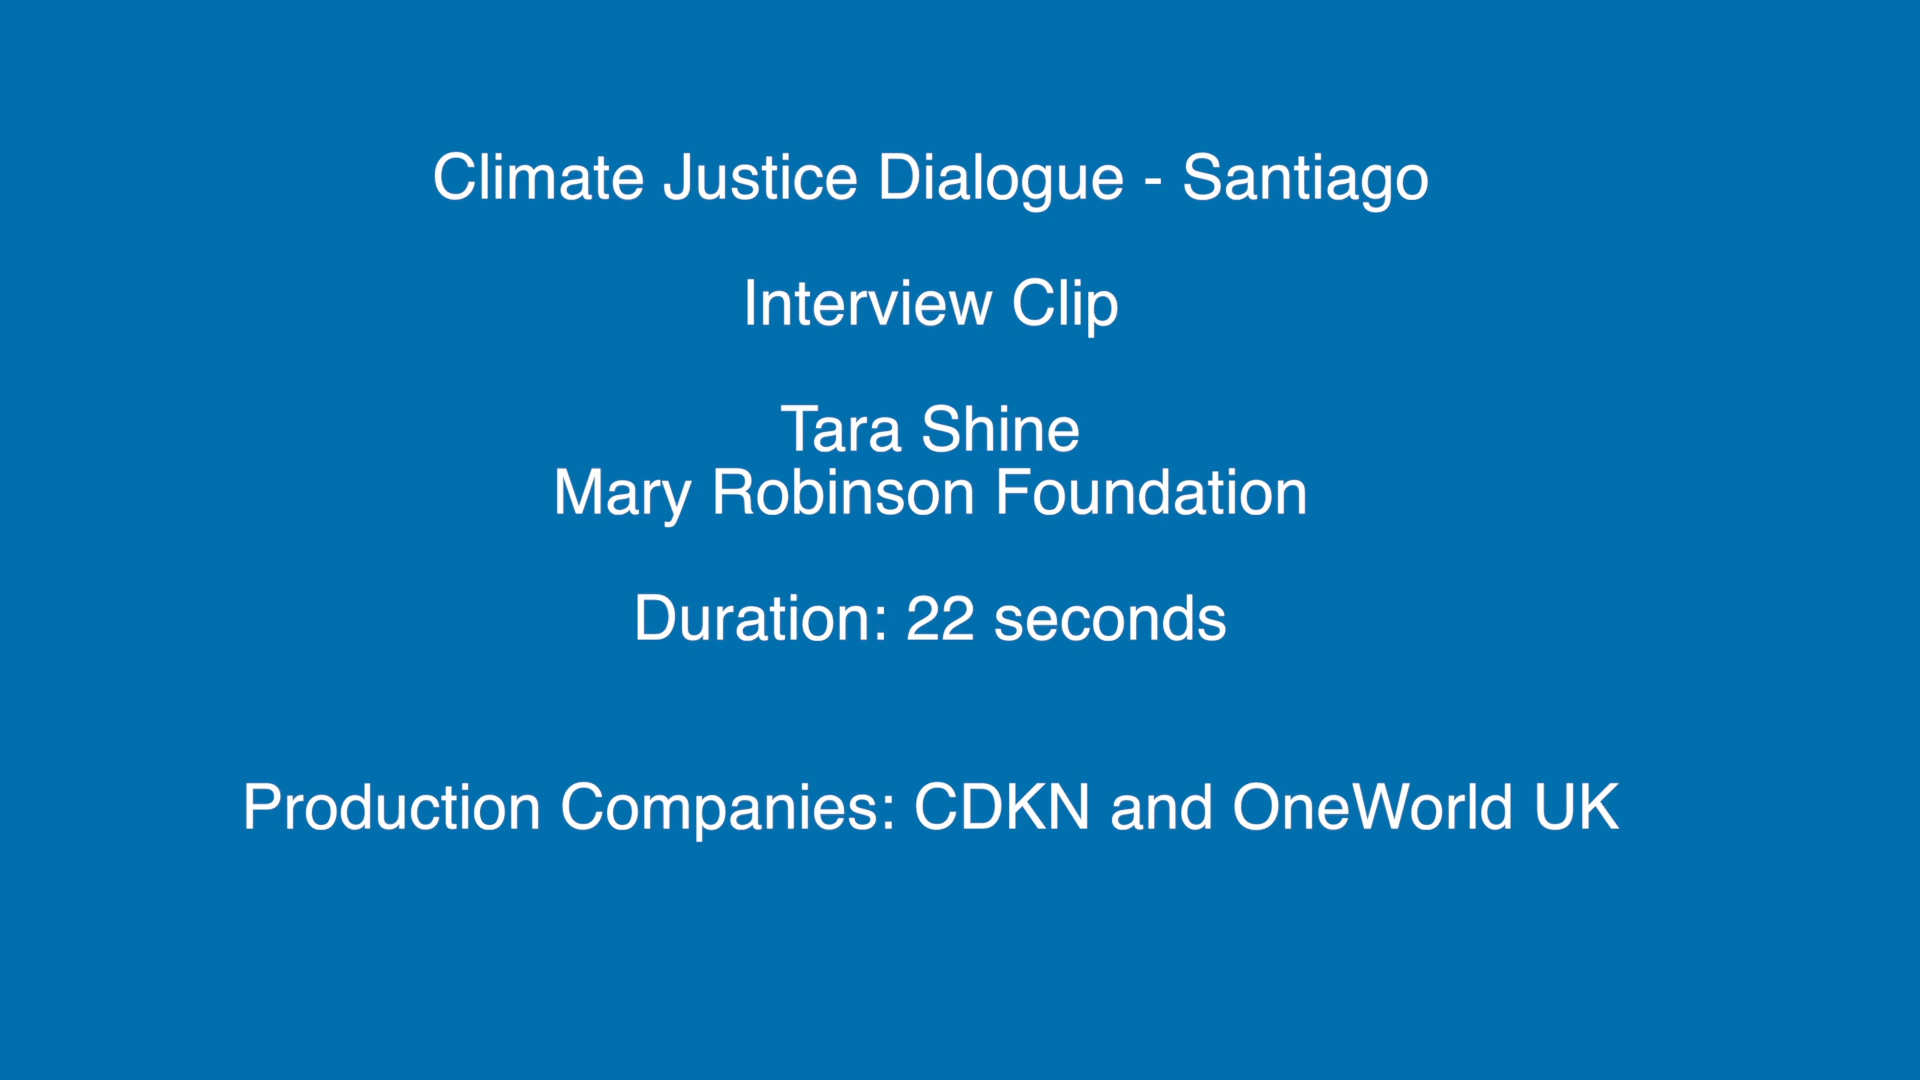 Climate Justice Dialogue - Santiago
Interview Clip
Tara Shine
Mary Robinson Foundation
Duration: 22 seconds
Production Companies: CDKN and OneWorld UK